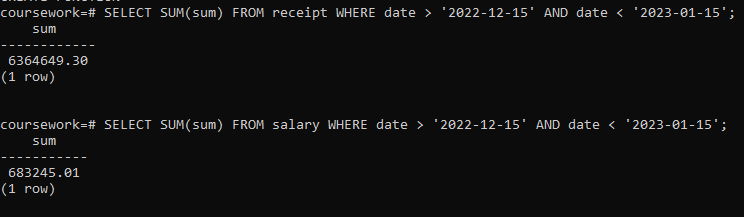 coursework=# SELECT SUM(sum) FROM receipt WHERE date > '2022-12-15' AND date < '2023-01-15';
sum
------------
6364649.30
(1 row)
coursework=# SELECT SUM(sum) FROM salary WHERE date > '2022-12-15' AND date < '2023-01-15';
sum
-----------
683245.01
(1 row)